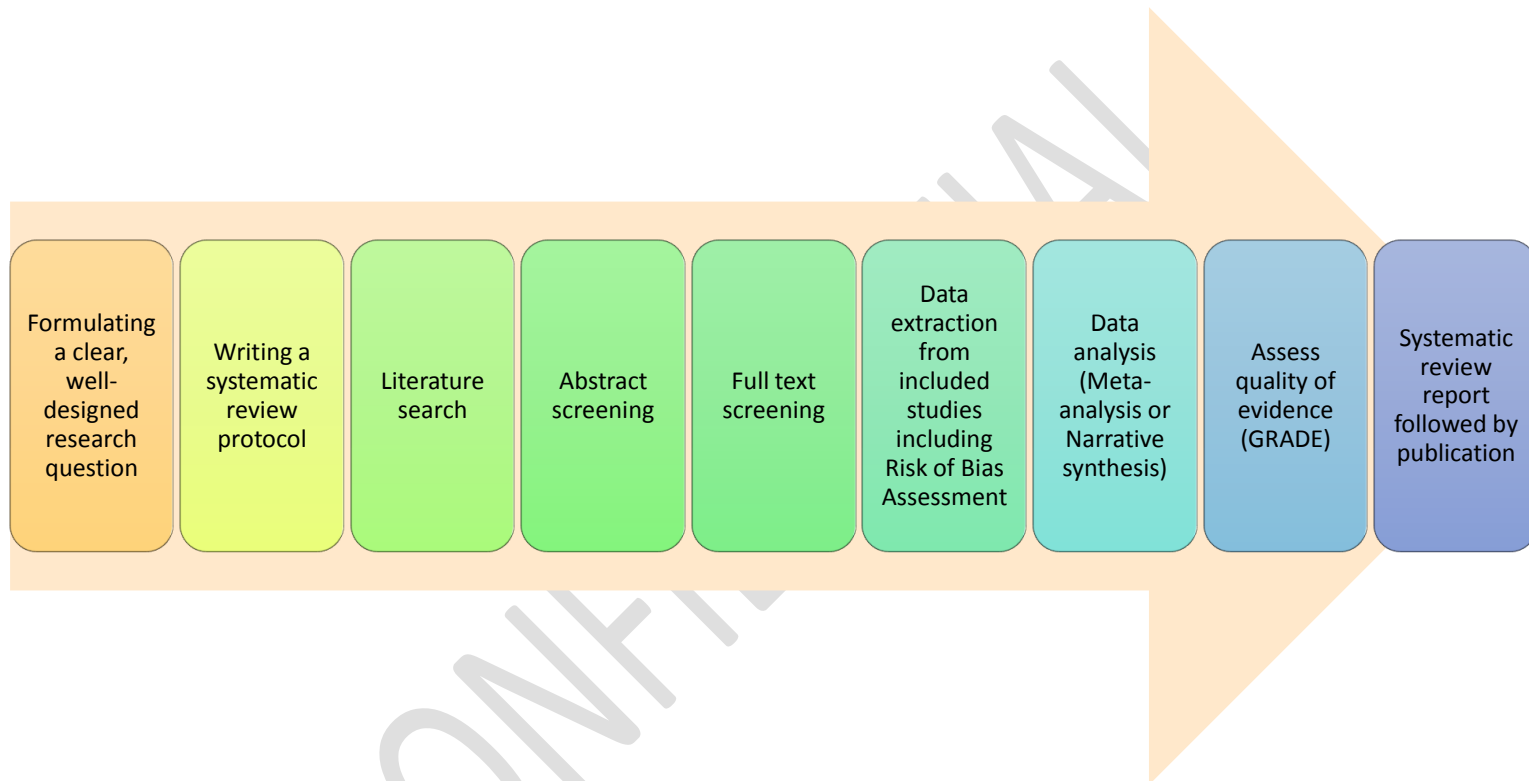 Formulating
a clear,
well-
designed
research
question
Writing a
systematic
review
protocol
Literature
search
Abstract
screening
Full text
screening
Data
extraction
from
included
studies
including
Risk of Bias
Assessment
Data
analysis
(Meta-
analysis or
Narrative
synthesis)
Assess
quality of
evidence
(GRADE)
Systematic
review
report
followed by
publication